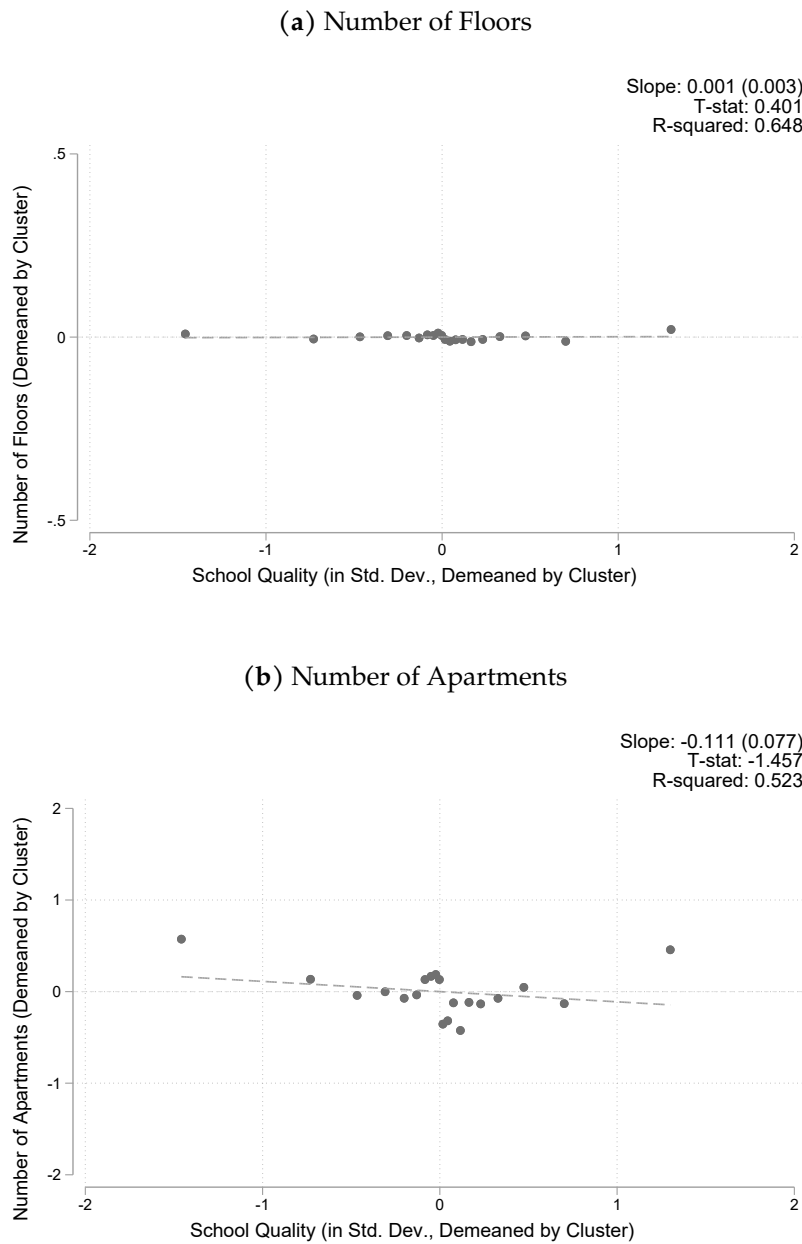 (a) Number of Floors
Slope: 0.001 (0.003)
T-stat: 0.401
R-squared: 0.648
.5
0
-.5
Number of Floors (Demeaned by Cluster)
-2
-1
0
1
2
School Quality (in Std. Dev., Demeaned by Cluster)
(b) Number of Apartments
Slope: -0.111 (0.077)
T-stat: -1.457
R-squared: 0.523
2
1
0
-1
-2
Number of Apartments (Demeaned by Cluster)
-2
-1
0
1
2
School Quality (in Std. Dev., Demeaned by Cluster)